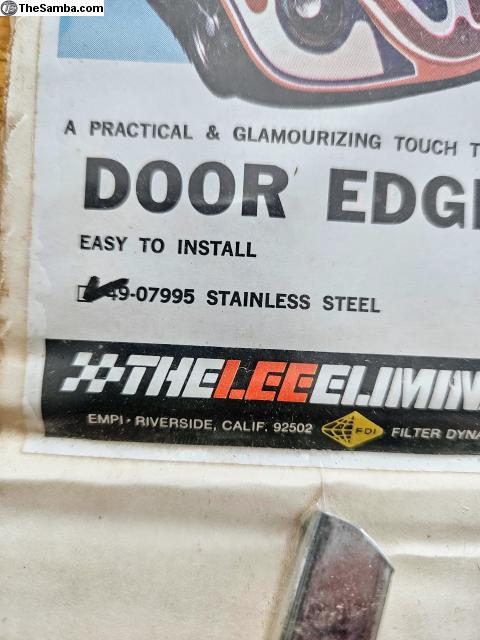 TheSamba.com
A PRACTICAL & GLAMOURIZING TOUCH T
DOOR EDG
EASY TO INSTALL
49-07995 STAINLESS STEEL
THE LEE ELIMIN
EMPI • RIVERSIDE, CALIF. 92502 FDI FILTER DYNA